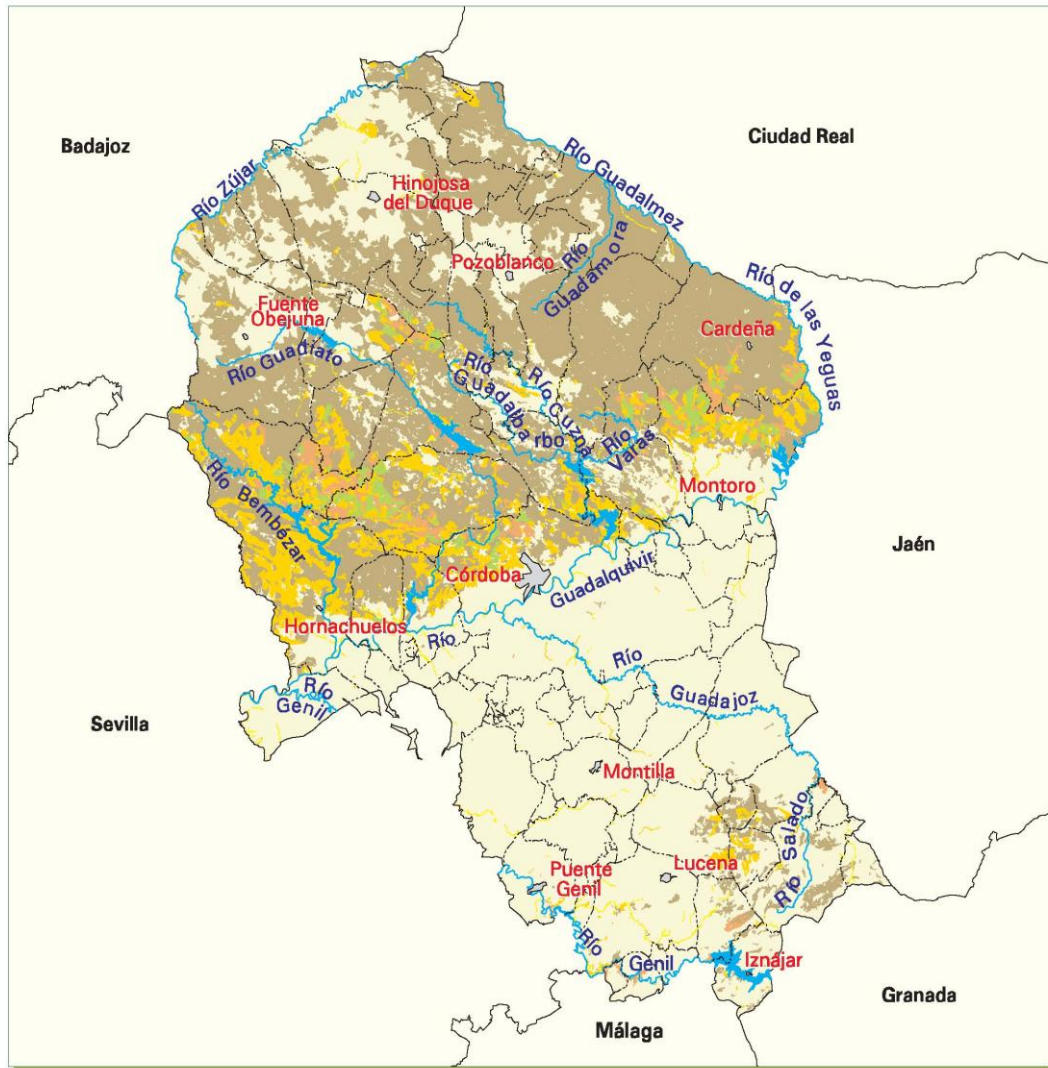 Badajoz
Ciudad Real
Río Zújar
Hinojosa
del Duque
Río Guadalmez
Pozoblanco
Río
Guadamora
Río de las Yeguas
Fuente
Obejuna
Cardeña
Río Guadiato
Río
Guadalbarbo
Río Cuzna
Río
Varas
Río Bembézar
Montoro
Jaén
Córdoba
Guadalquivir
Hornachuelos
Río
Río
Guadajoz
Río
Genil
Sevilla
Montilla
Río Salado
Puente
Genil
Lucena
Río
Genil
Iznájar
Granada
Málaga